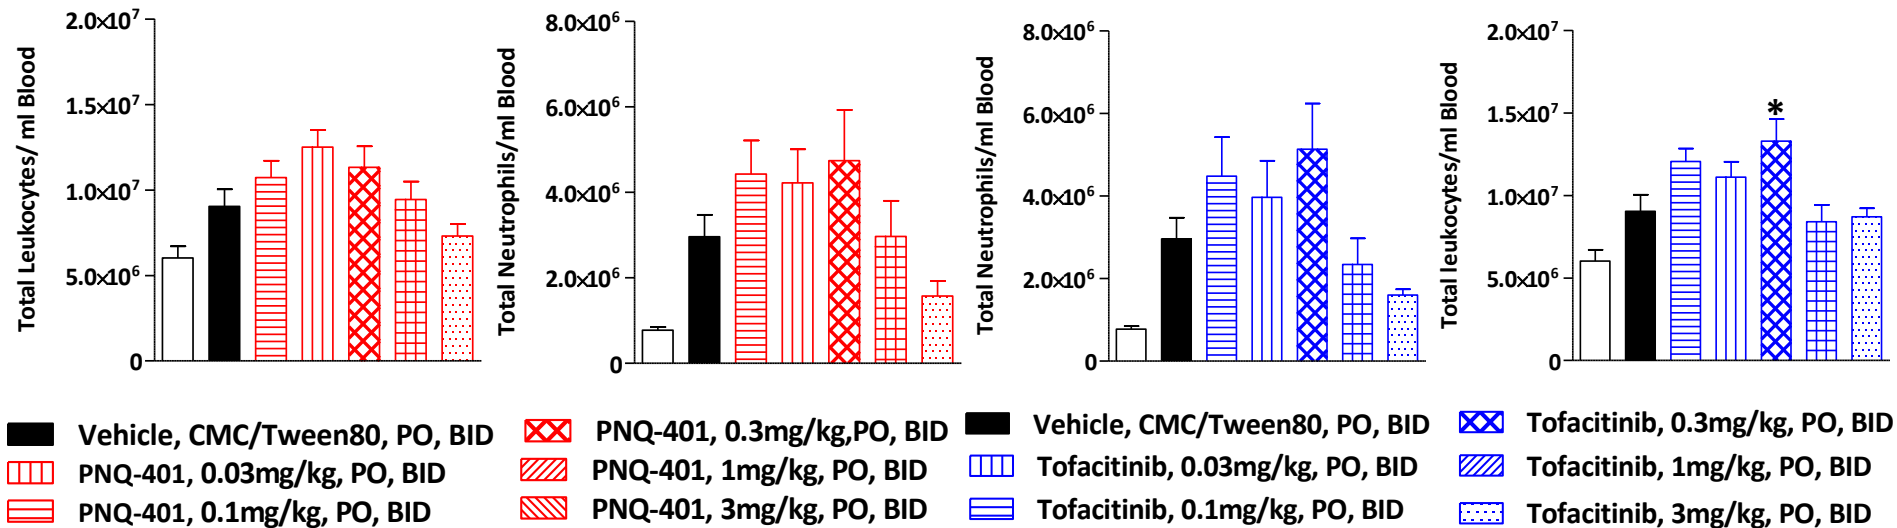 Total Leukocytes/ ml Blood
2.0×10⁷
1.5×10⁷
1.0×10⁷
5.0×10⁶
0
Total Neutrophils/ml Blood
8.0×10⁶
6.0×10⁶
4.0×10⁶
2.0×10⁶
0
Total Neutrophils/ml Blood
8.0×10⁶
6.0×10⁶
4.0×10⁶
2.0×10⁶
0
Total leukocytes/ml Blood
2.0×10⁷
1.5×10⁷
1.0×10⁷
5.0×10⁶
0
*
Vehicle, CMC/Tween80, PO, BID
PNQ-401, 0.03mg/kg, PO, BID
PNQ-401, 0.1mg/kg, PO, BID
PNQ-401, 0.3mg/kg,PO, BID
PNQ-401, 1mg/kg, PO, BID
PNQ-401, 3mg/kg, PO, BID
Vehicle, CMC/Tween80, PO, BID
Tofacitinib, 0.03mg/kg, PO, BID
Tofacitinib, 0.1mg/kg, PO, BID
Tofacitinib, 0.3mg/kg, PO, BID
Tofacitinib, 1mg/kg, PO, BID
Tofacitinib, 3mg/kg, PO, BID